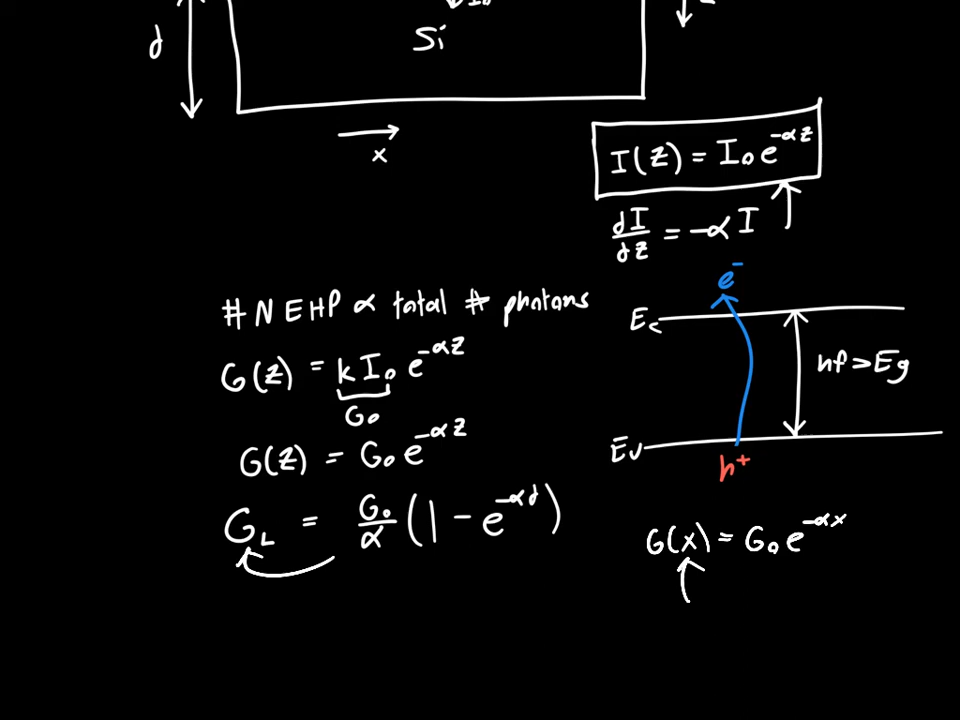 d
Si
x
I(z) = I₀e^(-αz)
dI/dz = -α I
e⁻
# N EHP α total # photons
Ec
G(z) = kI₀ e^(-αz)
hf > Eg
G₀
G(z) = G₀e^(-αz)
Ev
h⁺
G_L = G₀/α (1 - e^(-αd))
G(x) = G₀e^(-αx)